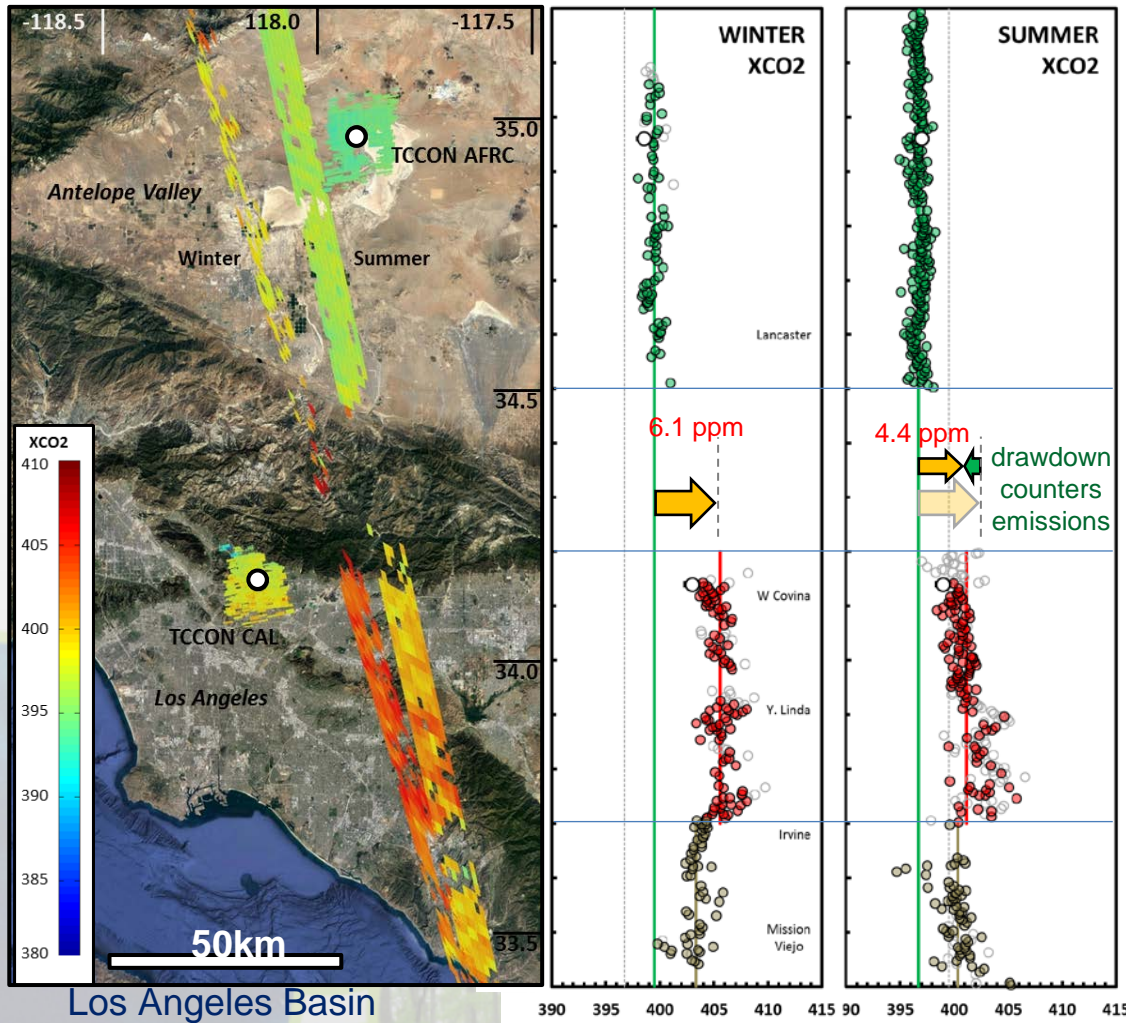 -118.5
118.0
-117.5
35.0
TCCON AFRC
Antelope Valley
Winter
Summer
34.5
XCO2
410
405
400
395
390
385
380
TCCON CAL
34.0
Los Angeles
50km
33.5
Los Angeles Basin
WINTER
XCO2
Lancaster
6.1 ppm
W Covina
Y. Linda
Irvine
Mission
Viejo
390 395 400 405 410 415
SUMMER
XCO2
4.4 ppm
drawdown
counters
emissions
390 395 400 405 410 415